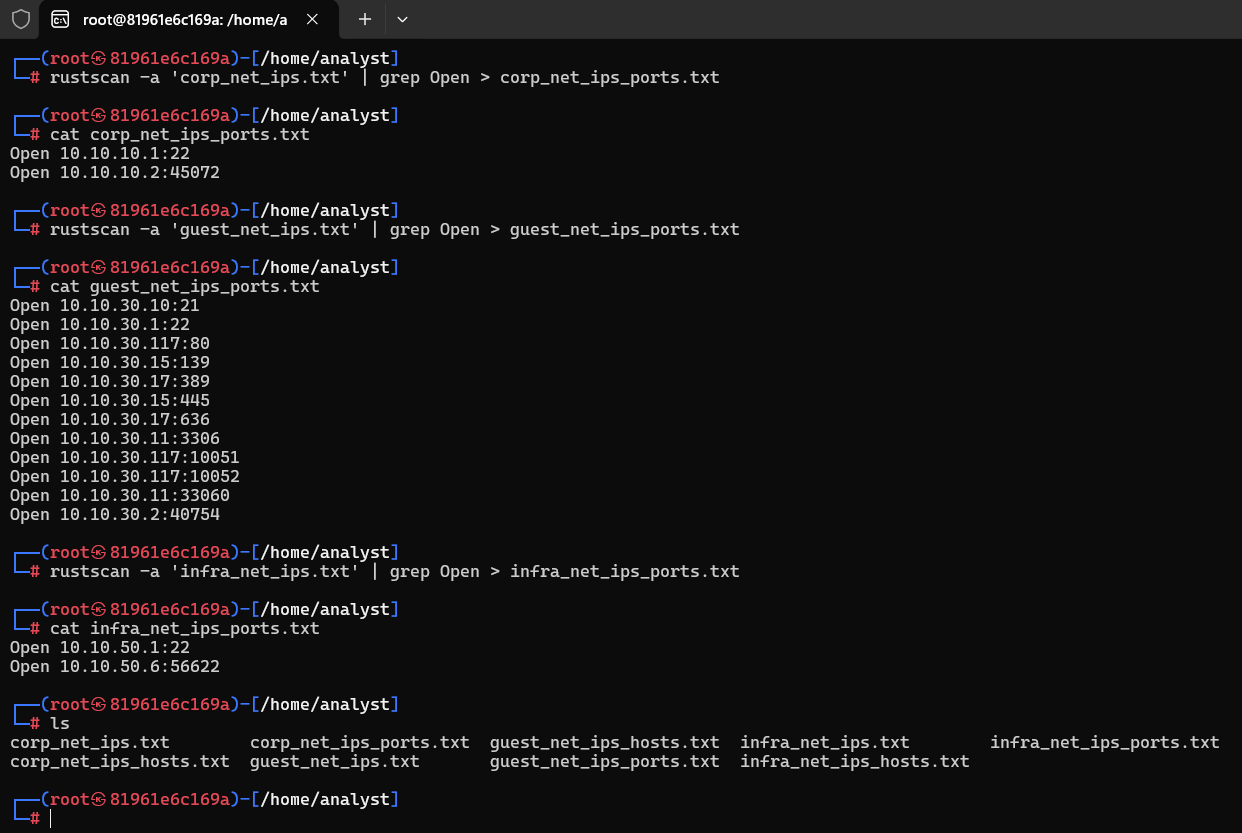 root@81961e6c169a: /home/a
┌──(root㉿81961e6c169a)-[/home/analyst]
└─# rustscan -a 'corp_net_ips.txt' | grep Open > corp_net_ips_ports.txt
┌──(root㉿81961e6c169a)-[/home/analyst]
└─# cat corp_net_ips_ports.txt
Open 10.10.10.1:22
Open 10.10.10.2:45072
┌──(root㉿81961e6c169a)-[/home/analyst]
└─# rustscan -a 'guest_net_ips.txt' | grep Open > guest_net_ips_ports.txt
┌──(root㉿81961e6c169a)-[/home/analyst]
└─# cat guest_net_ips_ports.txt
Open 10.10.30.10:21
Open 10.10.30.1:22
Open 10.10.30.117:80
Open 10.10.30.15:139
Open 10.10.30.17:389
Open 10.10.30.15:445
Open 10.10.30.17:636
Open 10.10.30.11:3306
Open 10.10.30.117:10051
Open 10.10.30.117:10052
Open 10.10.30.11:33060
Open 10.10.30.2:40754
┌──(root㉿81961e6c169a)-[/home/analyst]
└─# rustscan -a 'infra_net_ips.txt' | grep Open > infra_net_ips_ports.txt
┌──(root㉿81961e6c169a)-[/home/analyst]
└─# cat infra_net_ips_ports.txt
Open 10.10.50.1:22
Open 10.10.50.6:56622
┌──(root㉿81961e6c169a)-[/home/analyst]
└─# ls
corp_net_ips.txt        corp_net_ips_ports.txt  guest_net_ips_hosts.txt  infra_net_ips.txt        infra_net_ips_ports.txt
corp_net_ips_hosts.txt  guest_net_ips.txt       guest_net_ips_ports.txt  infra_net_ips_hosts.txt
┌──(root㉿81961e6c169a)-[/home/analyst]
└─#